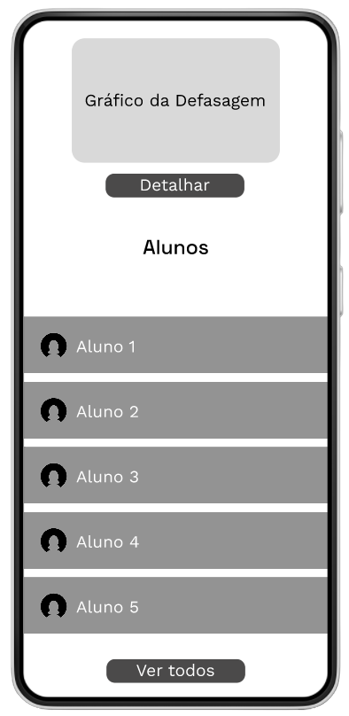 Gráfico da Defasagem
Detalhar
Alunos
Aluno 1
Aluno 2
Aluno 3
Aluno 4
Aluno 5
Ver todos